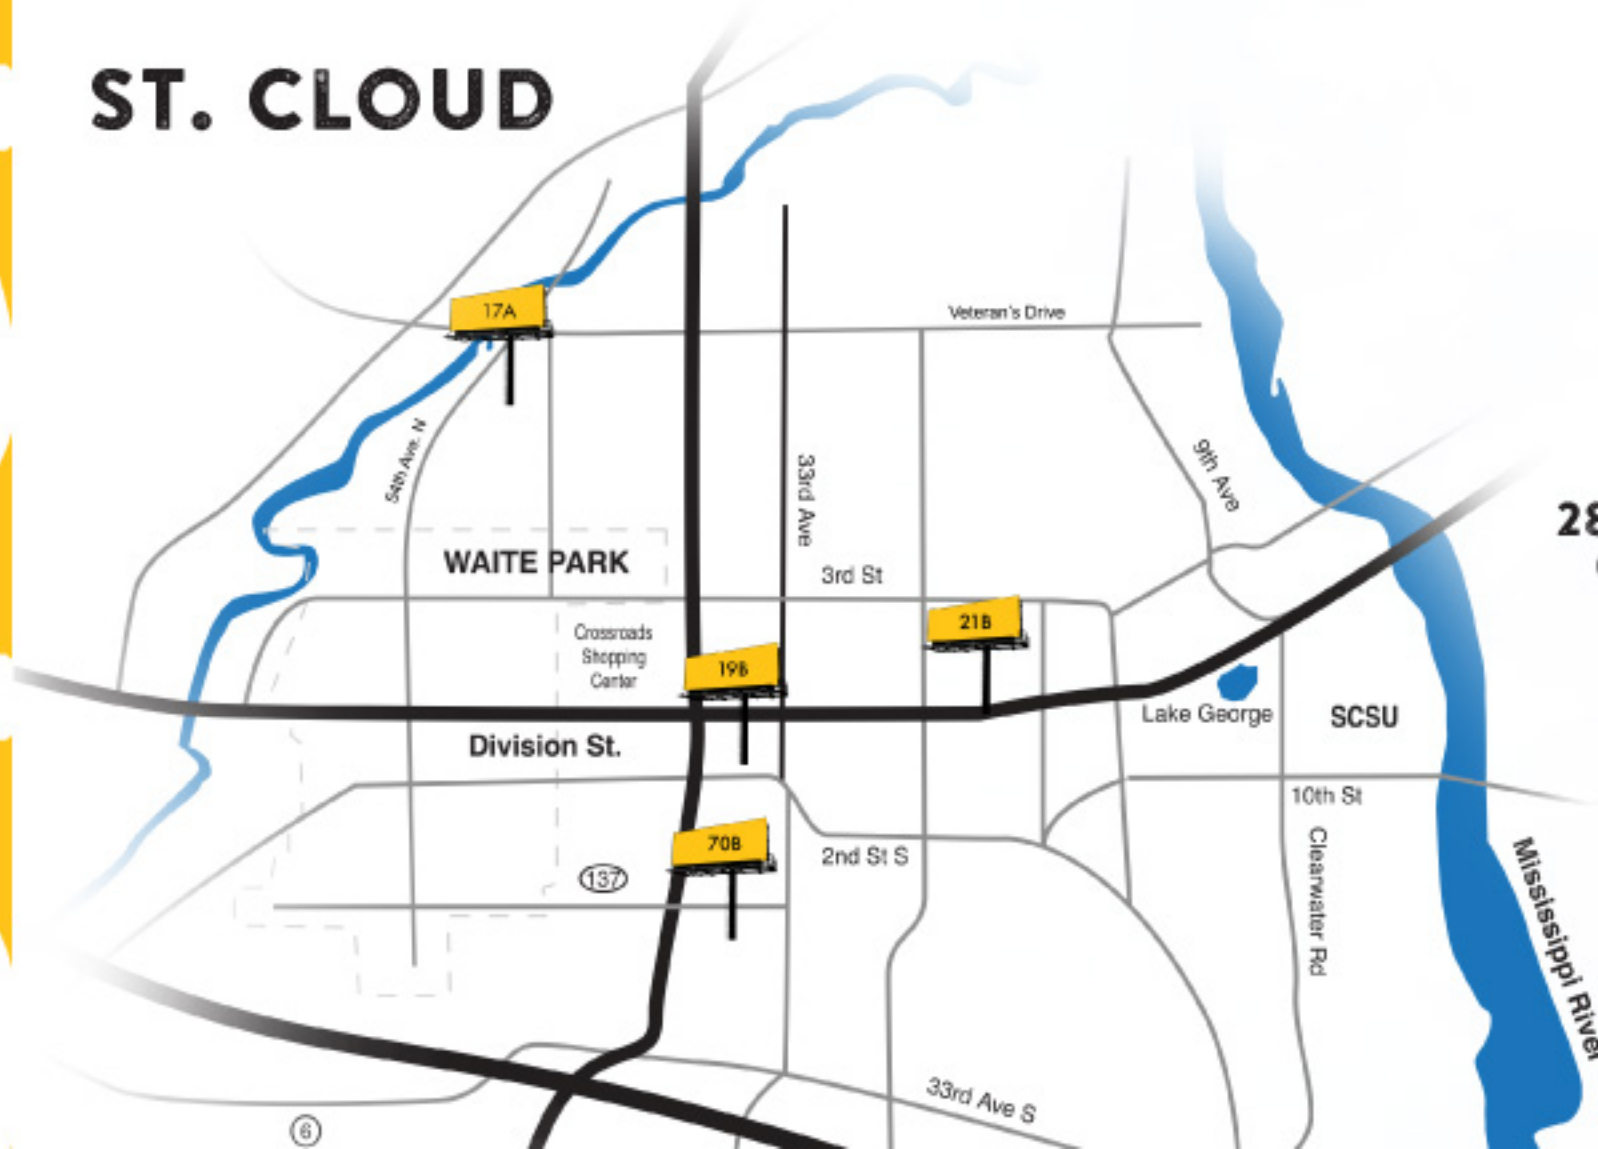 ST. CLOUD
17A
Veteran's Drive
54th Ave. N
33rd Ave
9th Ave
28
WAITE PARK
3rd St
21B
Crossroads
Shopping
Center
19B
Lake George
SCSU
Division St.
10th St
70B
2nd St S
137
Clearwater Rd
Mississippi River
33rd Ave S
6